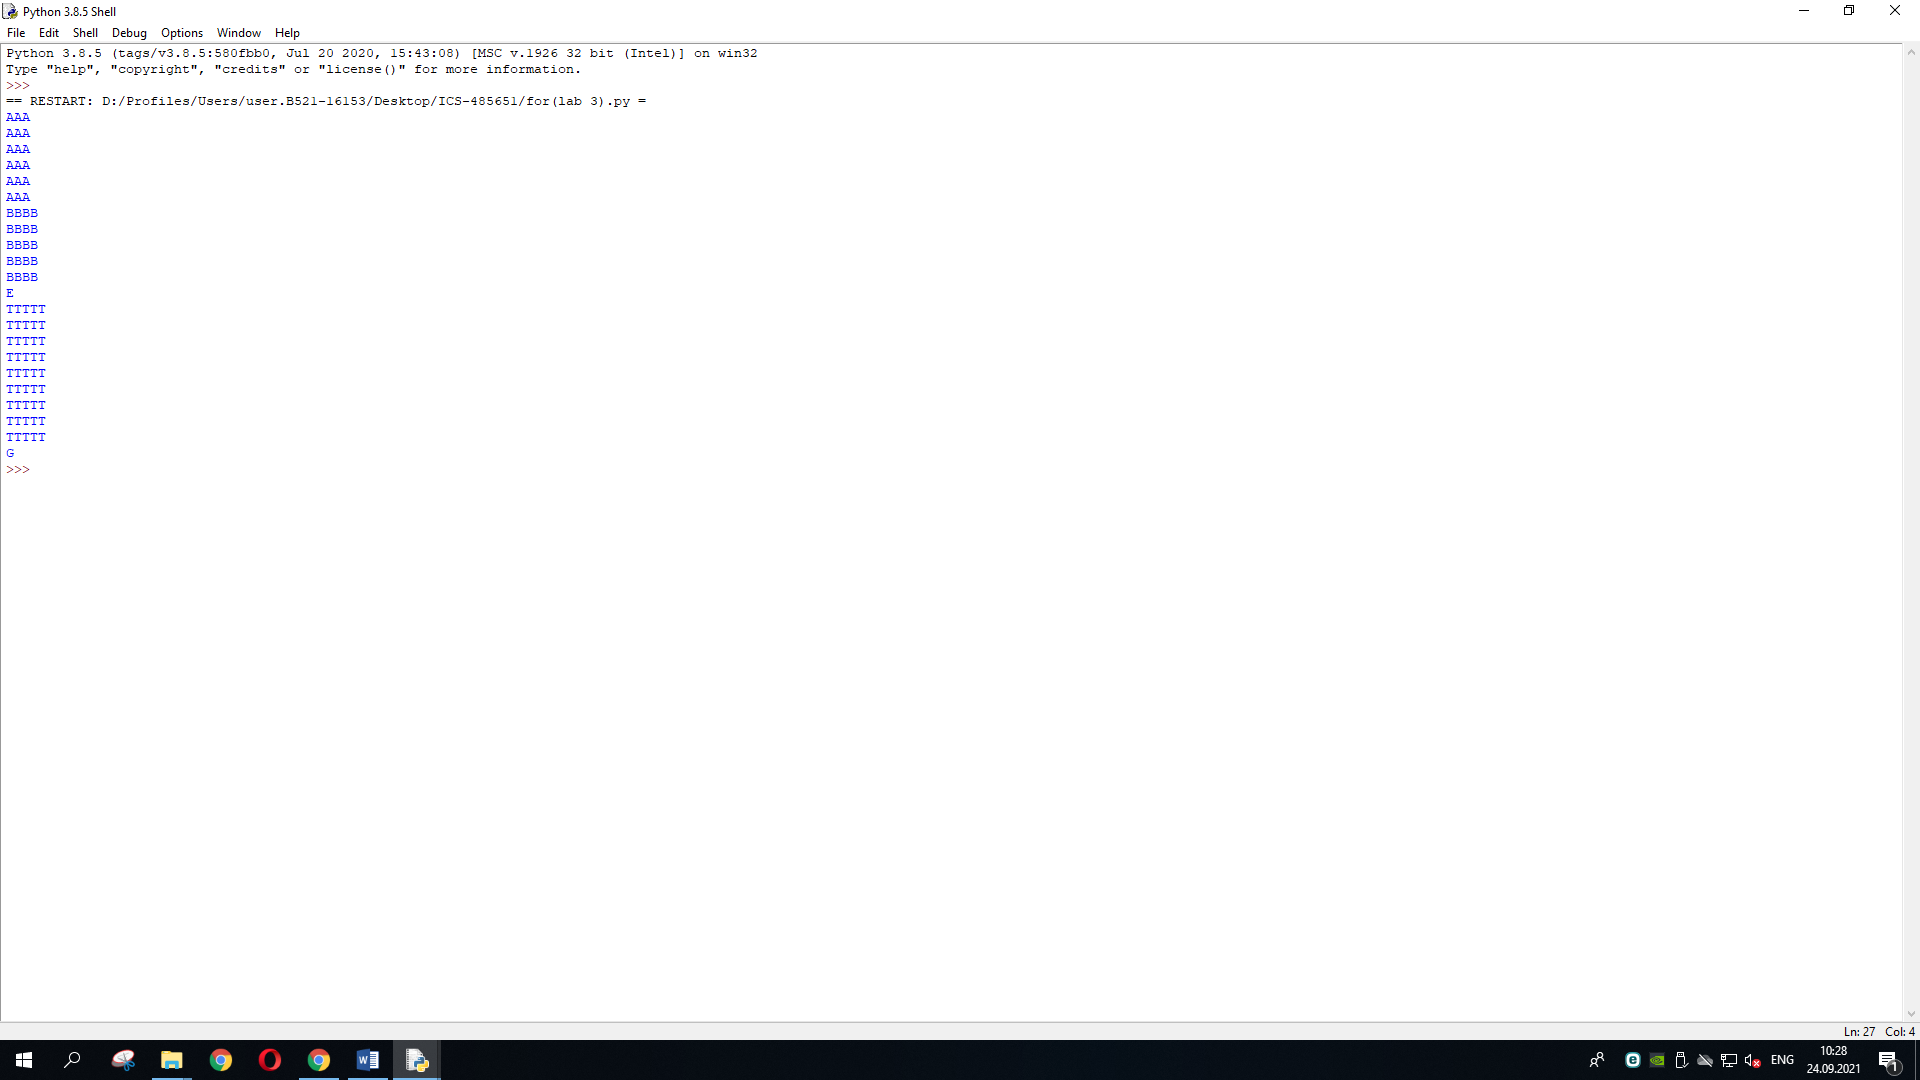 Python 3.8.5 Shell
File Edit Shell Debug Options Window Help
Python 3.8.5 (tags/v3.8.5:580fbb0, Jul 20 2020, 15:43:08) [MSC v.1926 32 bit (Intel)] on win32
Type "help", "copyright", "credits" or "license()" for more information.
>>>
== RESTART: D:/Profiles/Users/user.B521-16153/Desktop/ICS-485651/for(lab 3).py =
AAA
AAA
AAA
AAA
AAA
AAA
BBBB
BBBB
BBBB
BBBB
BBBB
E
TTTTT
TTTTT
TTTTT
TTTTT
TTTTT
TTTTT
TTTTT
TTTTT
TTTTT
G
>>>
Ln: 27 Col: 4
ENG
10:28
24.09.2021
1